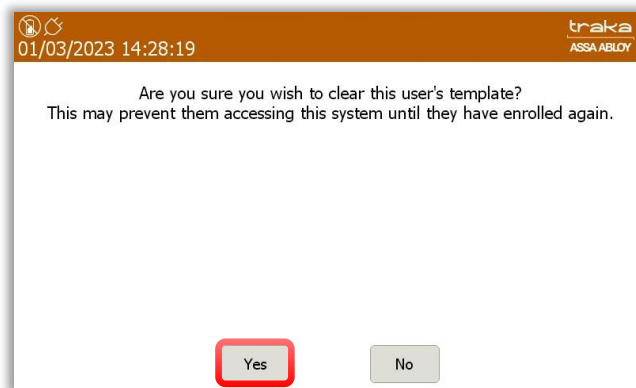 traka
01/03/2023 14:28:19
ASSA ABLOY
Are you sure you wish to clear this user's template?
This may prevent them accessing this system until they have enrolled again.
Yes
No